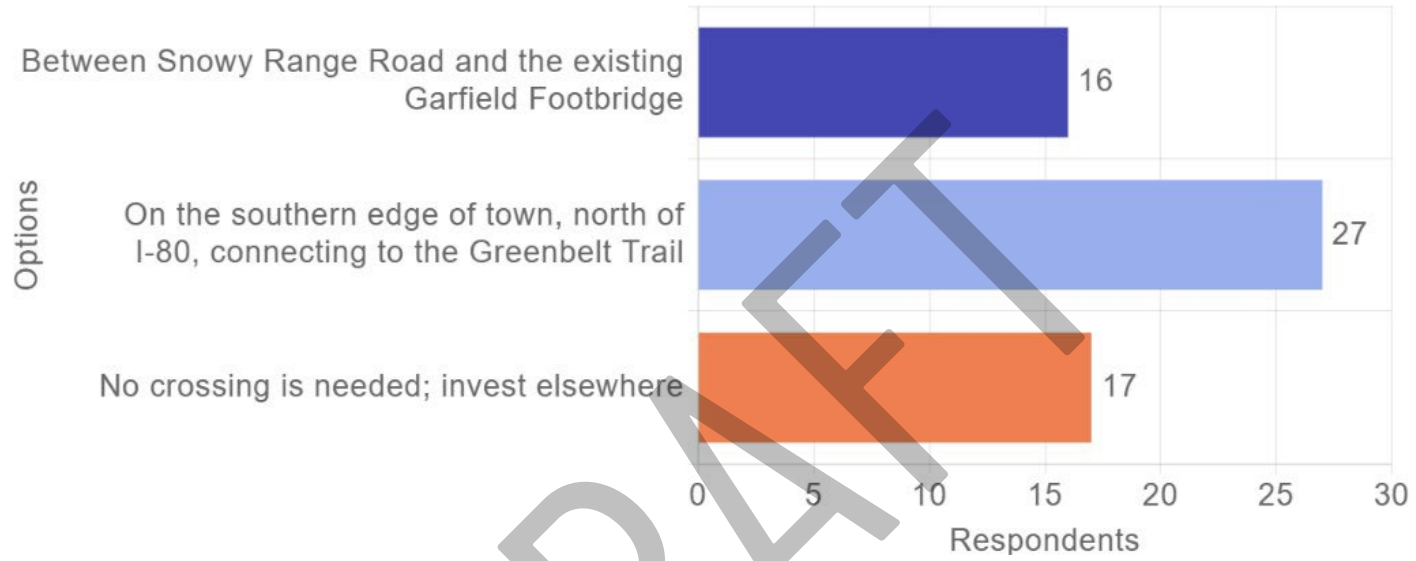 Between Snowy Range Road and the existing
Garfield Footbridge
16
On the southern edge of town, north of
I-80, connecting to the Greenbelt Trail
27
No crossing is needed; invest elsewhere
17
Options
0 5 10 15 20 25 30
Respondents
DRAFT